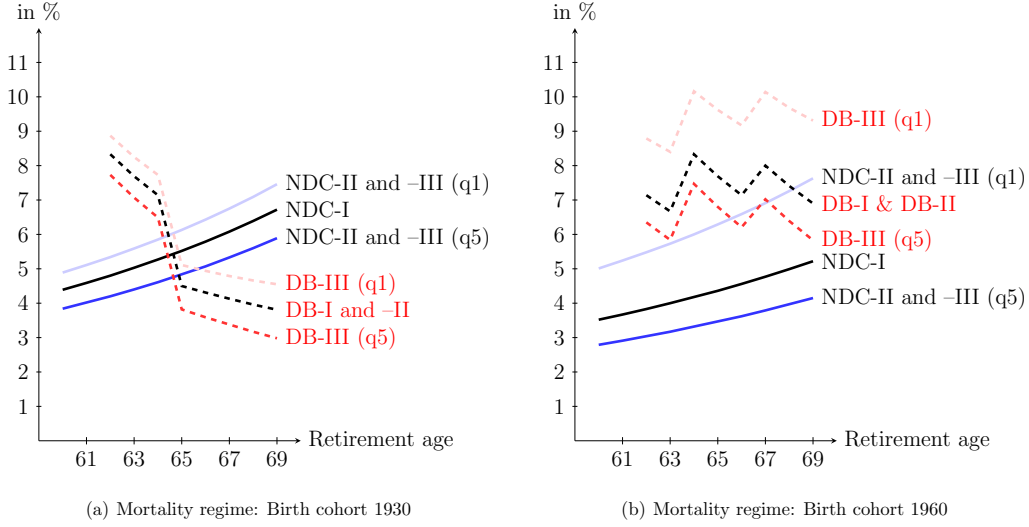 in %
11
10
9
8
7
6
5
4
3
2
1
61 63 65 67 69
Retirement age
NDC-II and –III (q1)
NDC-I
NDC-II and –III (q5)
DB-III (q1)
DB-I and –II
DB-III (q5)
(a) Mortality regime: Birth cohort 1930
in %
11
10
9
8
7
6
5
4
3
2
1
61 63 65 67 69
Retirement age
DB-III (q1)
NDC-II and –III (q1)
DB-I & DB-II
DB-III (q5)
NDC-I
NDC-II and –III (q5)
(b) Mortality regime: Birth cohort 1960